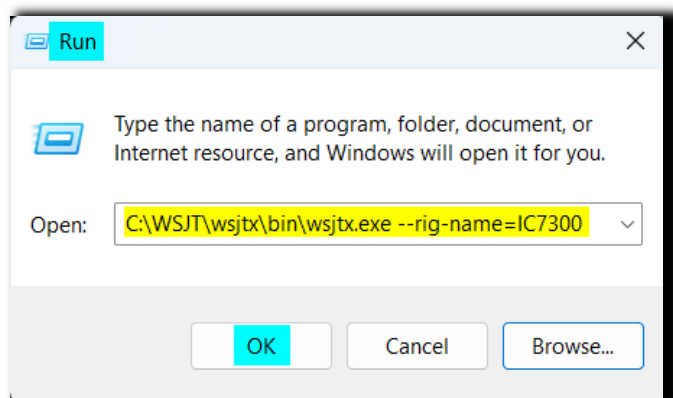 Run
Type the name of a program, folder, document, or
Internet resource, and Windows will open it for you.
Open: C:\WSJT\wsjtx\bin\wsjtx.exe --rig-name=IC7300
OK Cancel Browse...